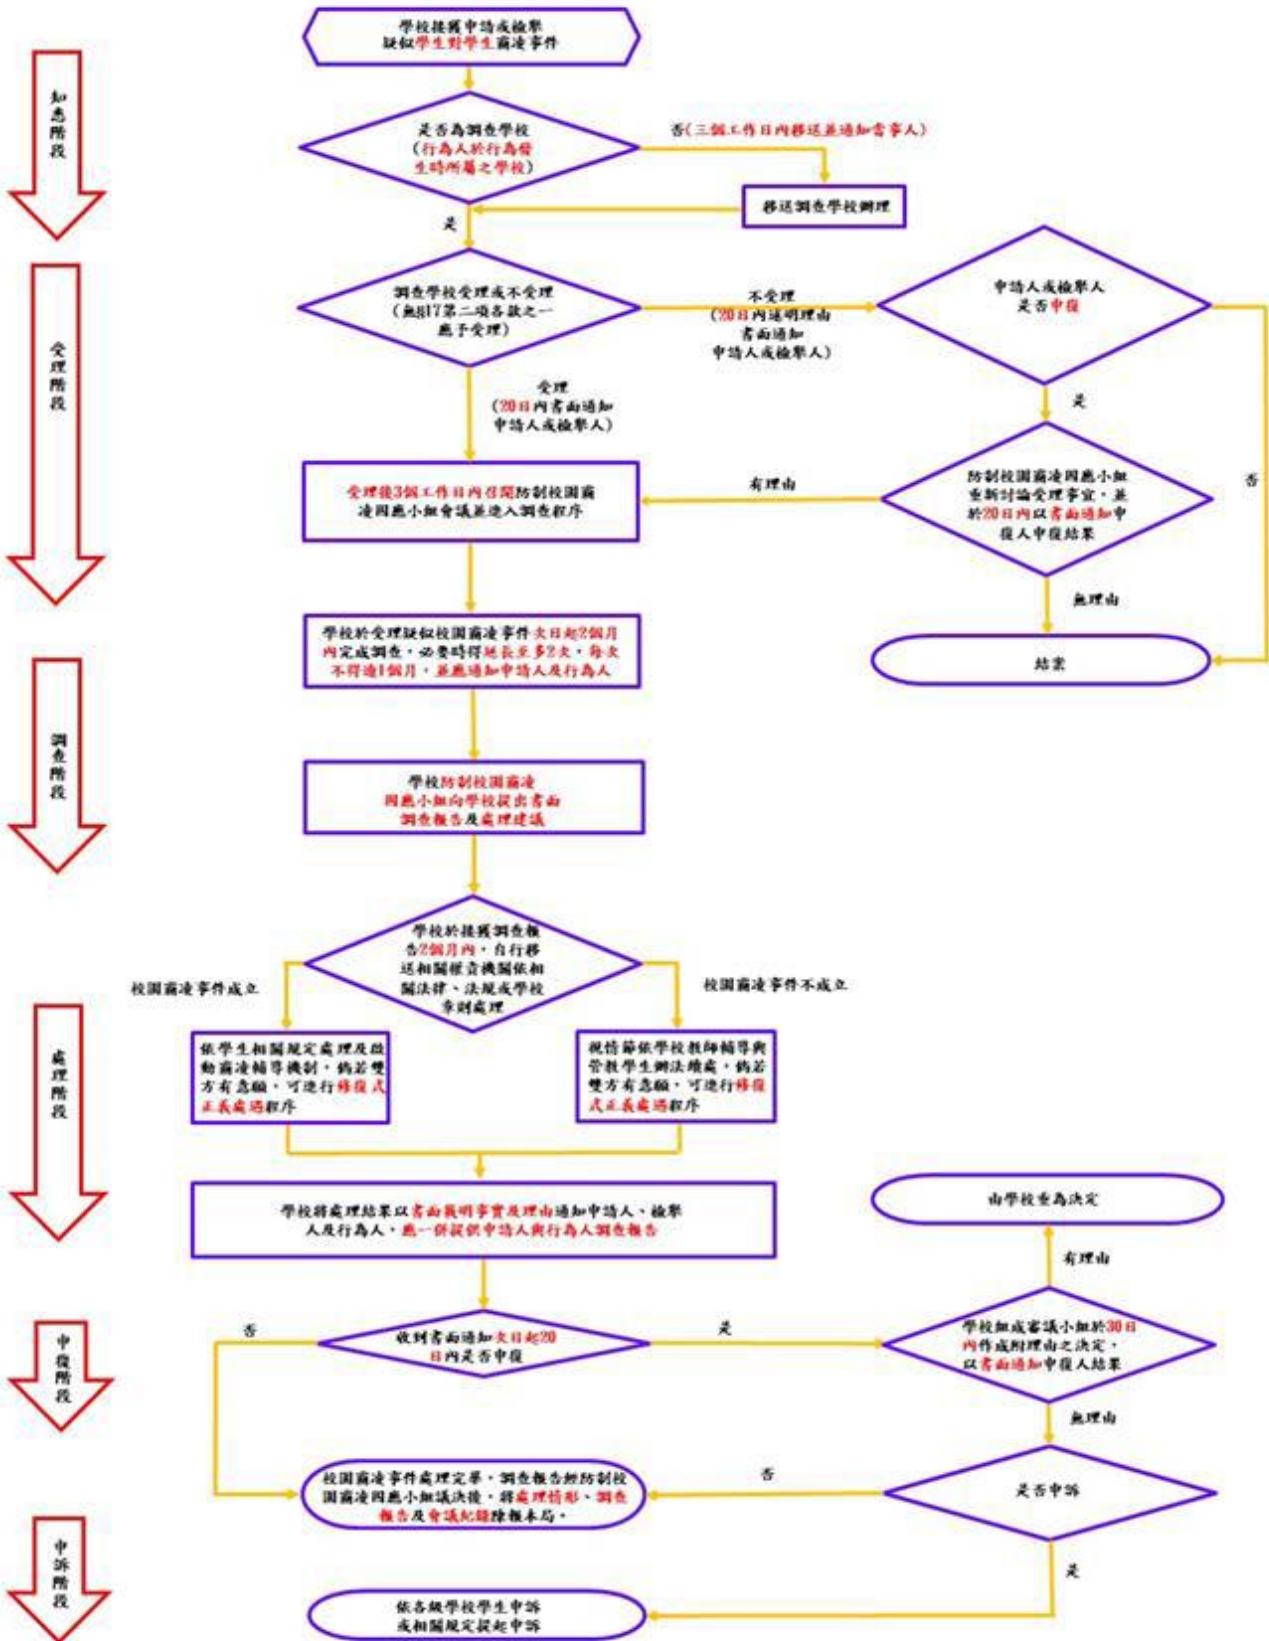 學校接獲申請或檢舉
疑似學生對學生霸凌事件
知悉階段
是否為調查學校
(行為人於行為發
生時所屬之學校)
否(三個工作日內移送並通知當事人)
移送調查學校辦理
是
受理階段
調查學校受理或不受理
(無§17第二項各款之一
應予受理)
不受理
(20日內述明理由
書面通知
申請人或檢舉人)
申請人或檢舉人
是否申復
受理
(20日內書面通知
申請人或檢舉人)
是
否
受理後3個工作日內召開防制校園霸
凌因應小組會議並進入調查程序
有理由
防制校園霸凌因應小組
重新討論受理事宜，並
於20日內以書面通知申
復人申復結果
無理由
結案
學校於受理疑似校園霸凌事件次日起2個月
內完成調查，必要時得延長至多2次，每次
不得逾1個月，並應通知申請人及行為人
調查階段
學校防制校園霸凌
因應小組向學校提出書面
調查報告及處理建議
學校於接獲調查報
告2個月內，自行移
送相關權責機關依相
關法律、法規或學校
章則處理
校園霸凌事件成立
校園霸凌事件不成立
處理階段
依學生相關規定處理及啟
動霸凌輔導機制，倘若雙
方有意願，可進行修復式
正義處遇程序
視情節依學校教師輔導與
管教學生辦法續處，倘若
雙方有意願，可進行修復
式正義處遇程序
學校將處理結果以書面載明事實及理由通知申請人、檢舉
人及行為人，應一併提供申請人與行為人調查報告
由學校重為決定
有理由
申復階段
否
收到書面通知次日起20
日內是否申復
是
學校組成審議小組於30日
內作成附理由之決定，
以書面通知申復人結果
無理由
校園霸凌事件處理完畢，調查報告經防制校
園霸凌因應小組議決後，將處理情形、調查
報告及會議紀錄陳報本局。
否
是否申訴
是
申訴階段
依各級學校學生申訴
或相關規定提起申訴